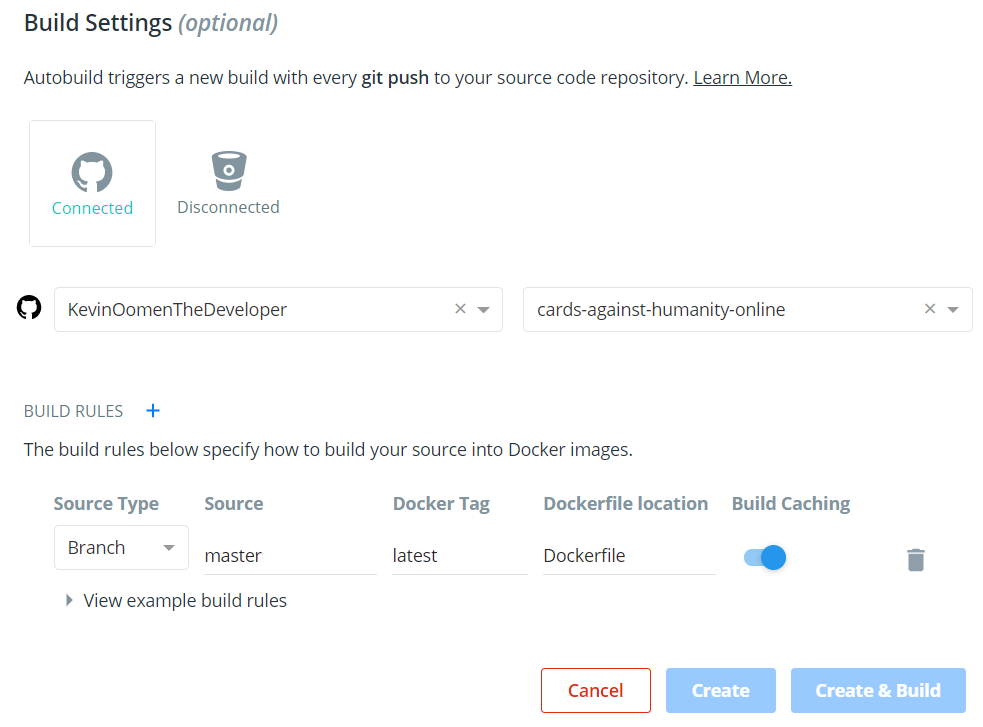 Build Settings (optional)
Autobuild triggers a new build with every git push to your source code repository. Learn More.
Connected
Disconnected
KevinOomenTheDeveloper
cards-against-humanity-online
BUILD RULES
The build rules below specify how to build your source into Docker images.
Source Type Source Docker Tag Dockerfile location Build Caching
Branch master latest Dockerfile
View example build rules
Cancel Create Create & Build